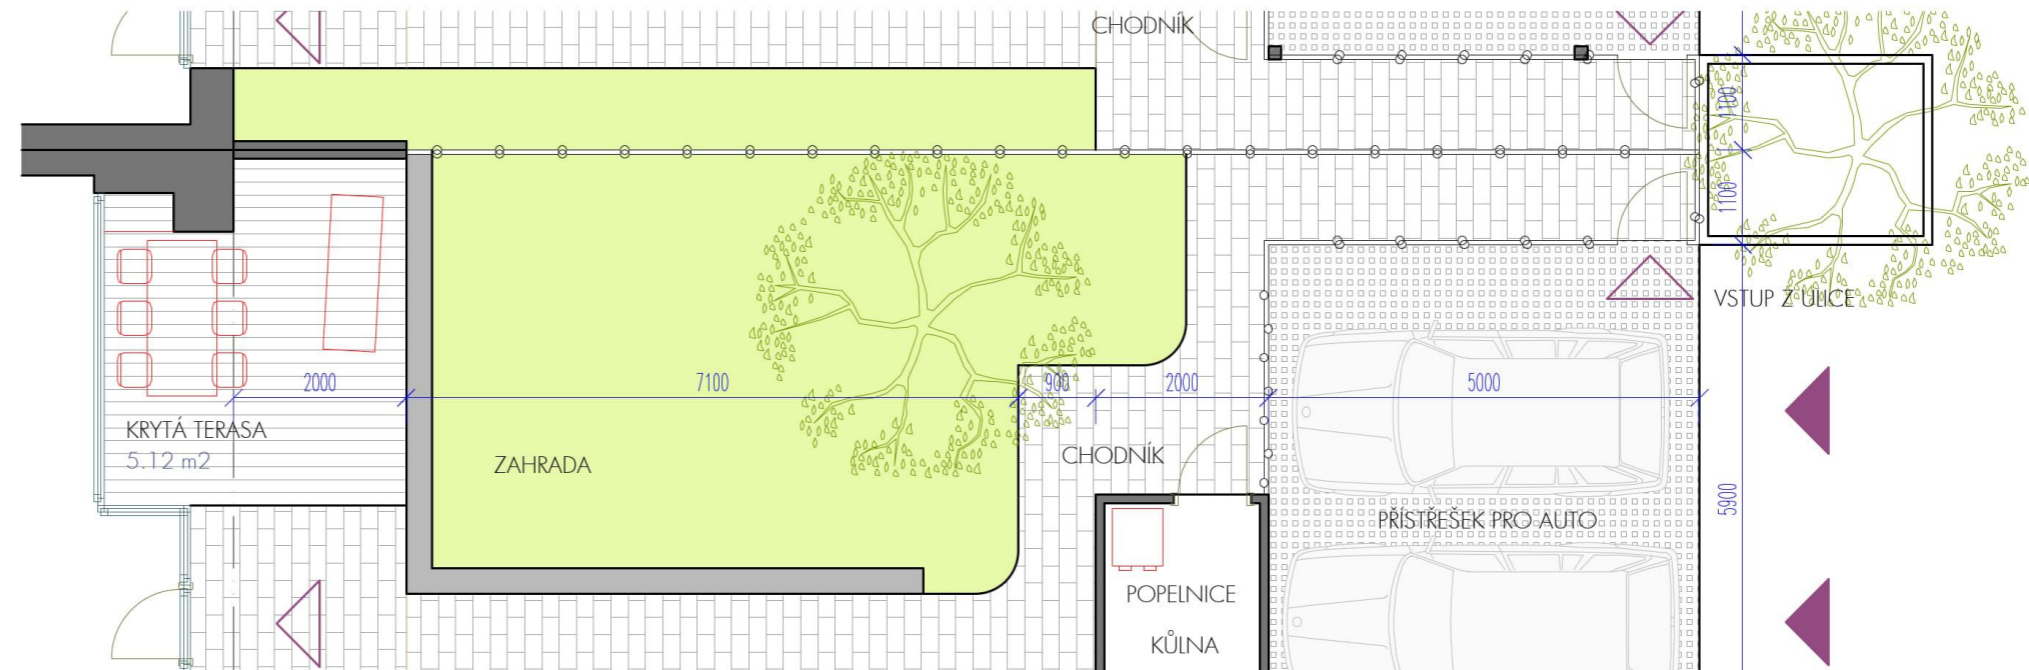 CHODNÍK
1100
1100
VSTUP Z ULICE
2000
7100
900
2000
5000
KRYTÁ TERASA
5.12 m2
ZAHRADA
CHODNÍK
5900
PŘÍSTŘEŠEK PRO AUTO
POPELNICE
KŮLNA